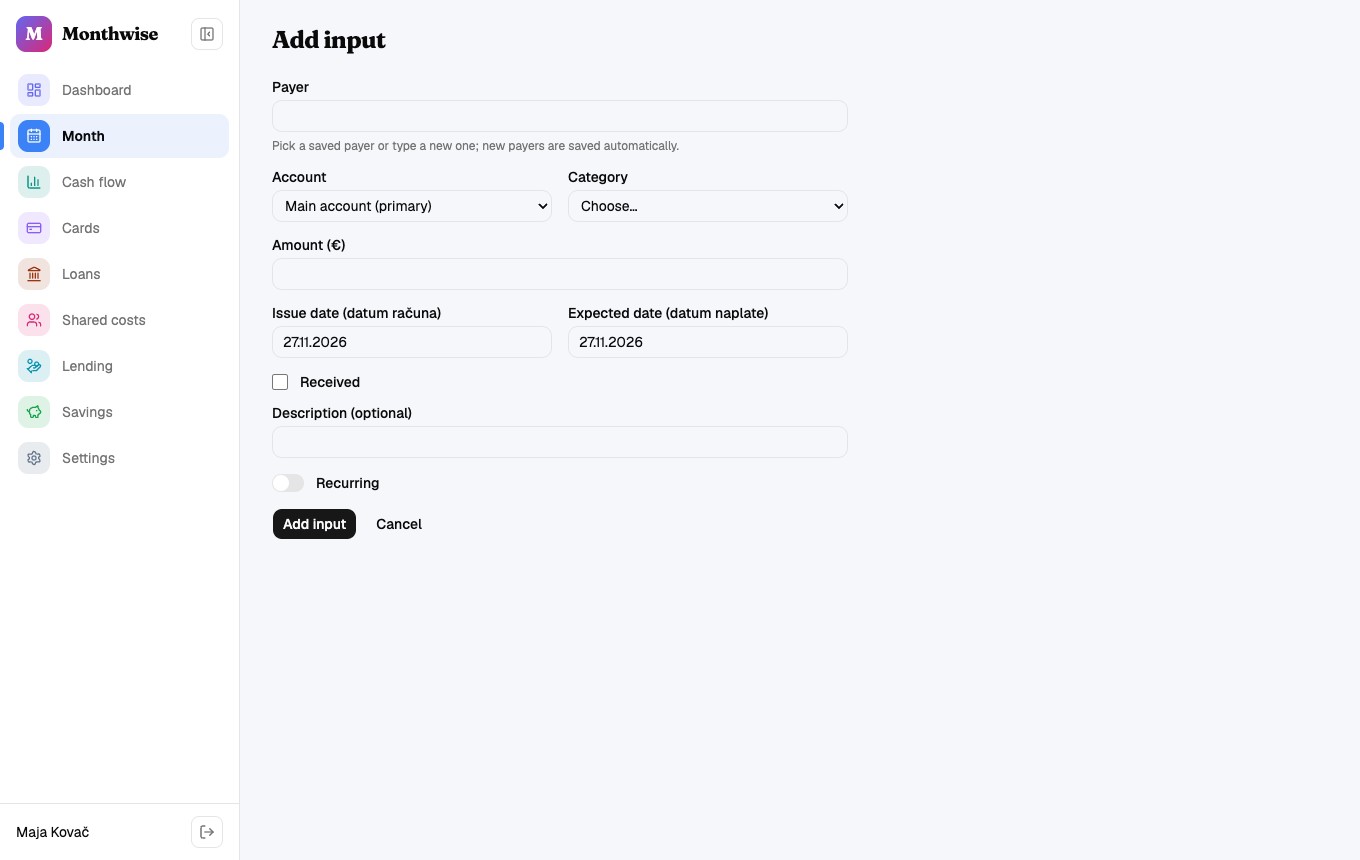 M Monthwise
Dashboard
Month
Cash flow
Cards
Loans
Shared costs
Lending
Savings
Settings
Maja Kovač
Add input
Payer
Pick a saved payer or type a new one; new payers are saved automatically.
Account Category
Main account (primary) Choose...
Amount (€)
Issue date (datum računa) Expected date (datum naplate)
27.11.2026 27.11.2026
Received
Description (optional)
Recurring
Add input Cancel